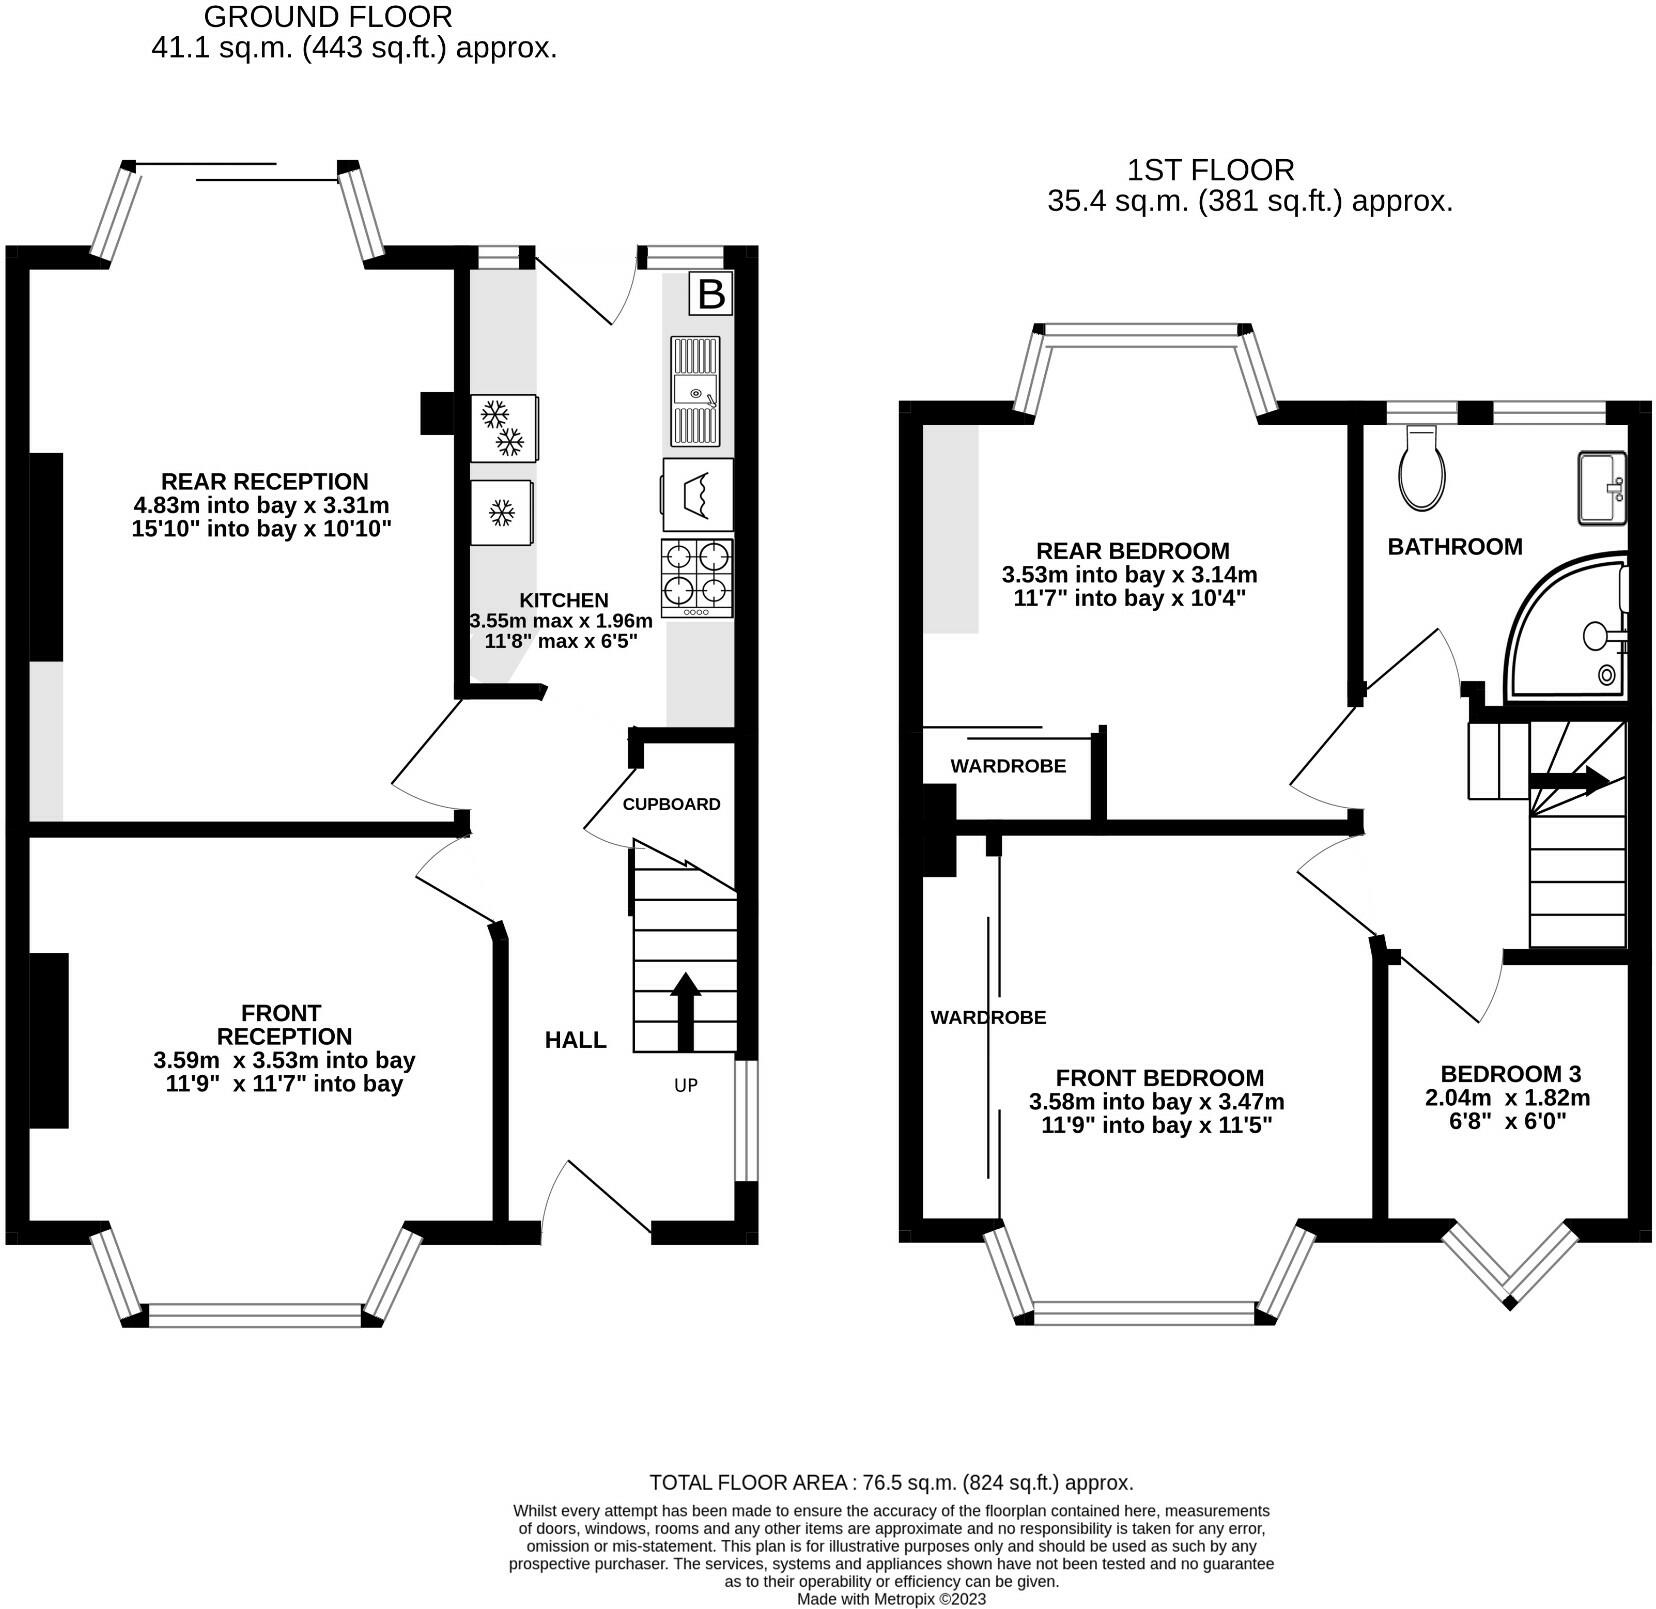 GROUND FLOOR
41.1 sq.m. (443 sq.ft.) approx.
1ST FLOOR
35.4 sq.m. (381 sq.ft.) approx.
B
REAR RECEPTION
4.83m into bay x 3.31m
15'10" into bay x 10'10"
KITCHEN
3.55m max x 1.96m
11'8" max x 6'5"
CUPBOARD
FRONT
RECEPTION
3.59m x 3.53m into bay
11'9" x 11'7" into bay
HALL
UP
REAR BEDROOM
3.53m into bay x 3.14m
11'7" into bay x 10'4"
BATHROOM
WARDROBE
WARDROBE
FRONT BEDROOM
3.58m into bay x 3.47m
11'9" into bay x 11'5"
BEDROOM 3
2.04m x 1.82m
6'8" x 6'0"
TOTAL FLOOR AREA : 76.5 sq.m. (824 sq.ft.) approx.
Whilst every attempt has been made to ensure the accuracy of the floorplan contained here, measurements
of doors, windows, rooms and any other items are approximate and no responsibility is taken for any error,
omission or mis-statement. This plan is for illustrative purposes only and should be used as such by any
prospective purchaser. The services, systems and appliances shown have not been tested and no guarantee
as to their operability or efficiency can be given.
Made with Metropix ©2023